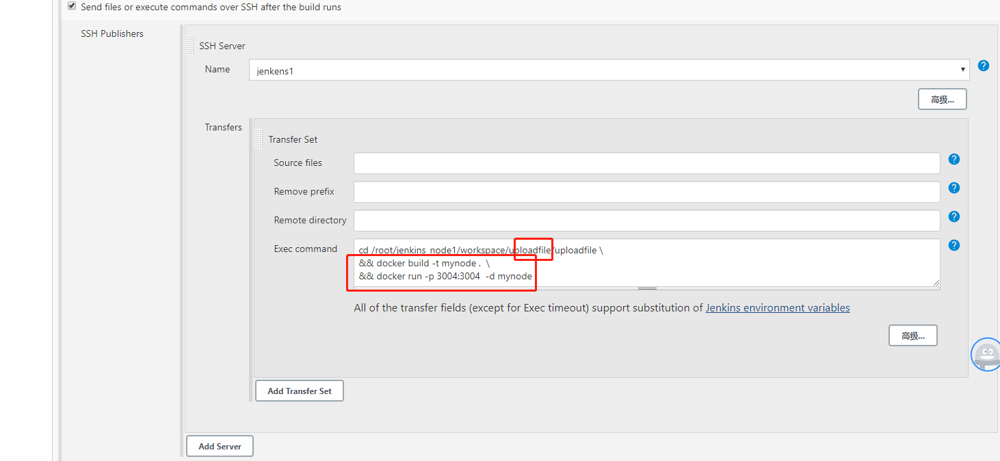 Send files or execute commands over SSH after the build runs
SSH Publishers
SSH Server
Name
jenkens1
高级...
Transfers
Transfer Set
Source files
Remove prefix
Remote directory
Exec command
cd /root/jenkins_node1/workspace/uploadfile/uploadfile \
&& docker build -t mynode . \
&& docker run -p 3004:3004 -d mynode
All of the transfer fields (except for Exec timeout) support substitution of Jenkins environment variables
高级...
Add Transfer Set
Add Server